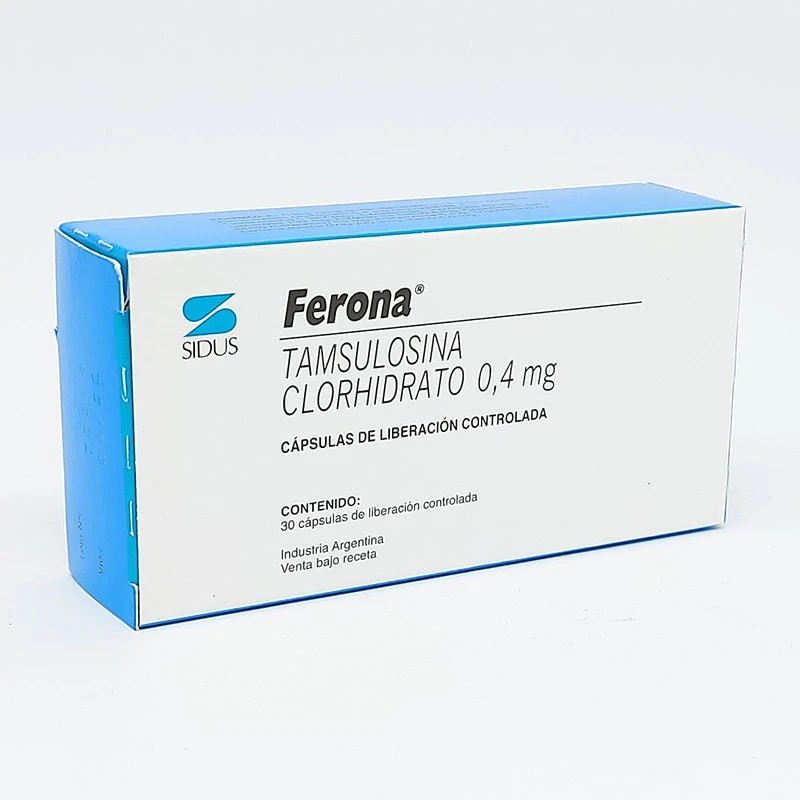 SIDUS
Ferona®
TAMSULOSINA
CLORHIDRATO 0,4 mg
CÁPSULAS DE LIBERACIÓN CONTROLADA
CONTENIDO:
30 cápsulas de liberación controlada
Industria Argentina
Venta bajo receta